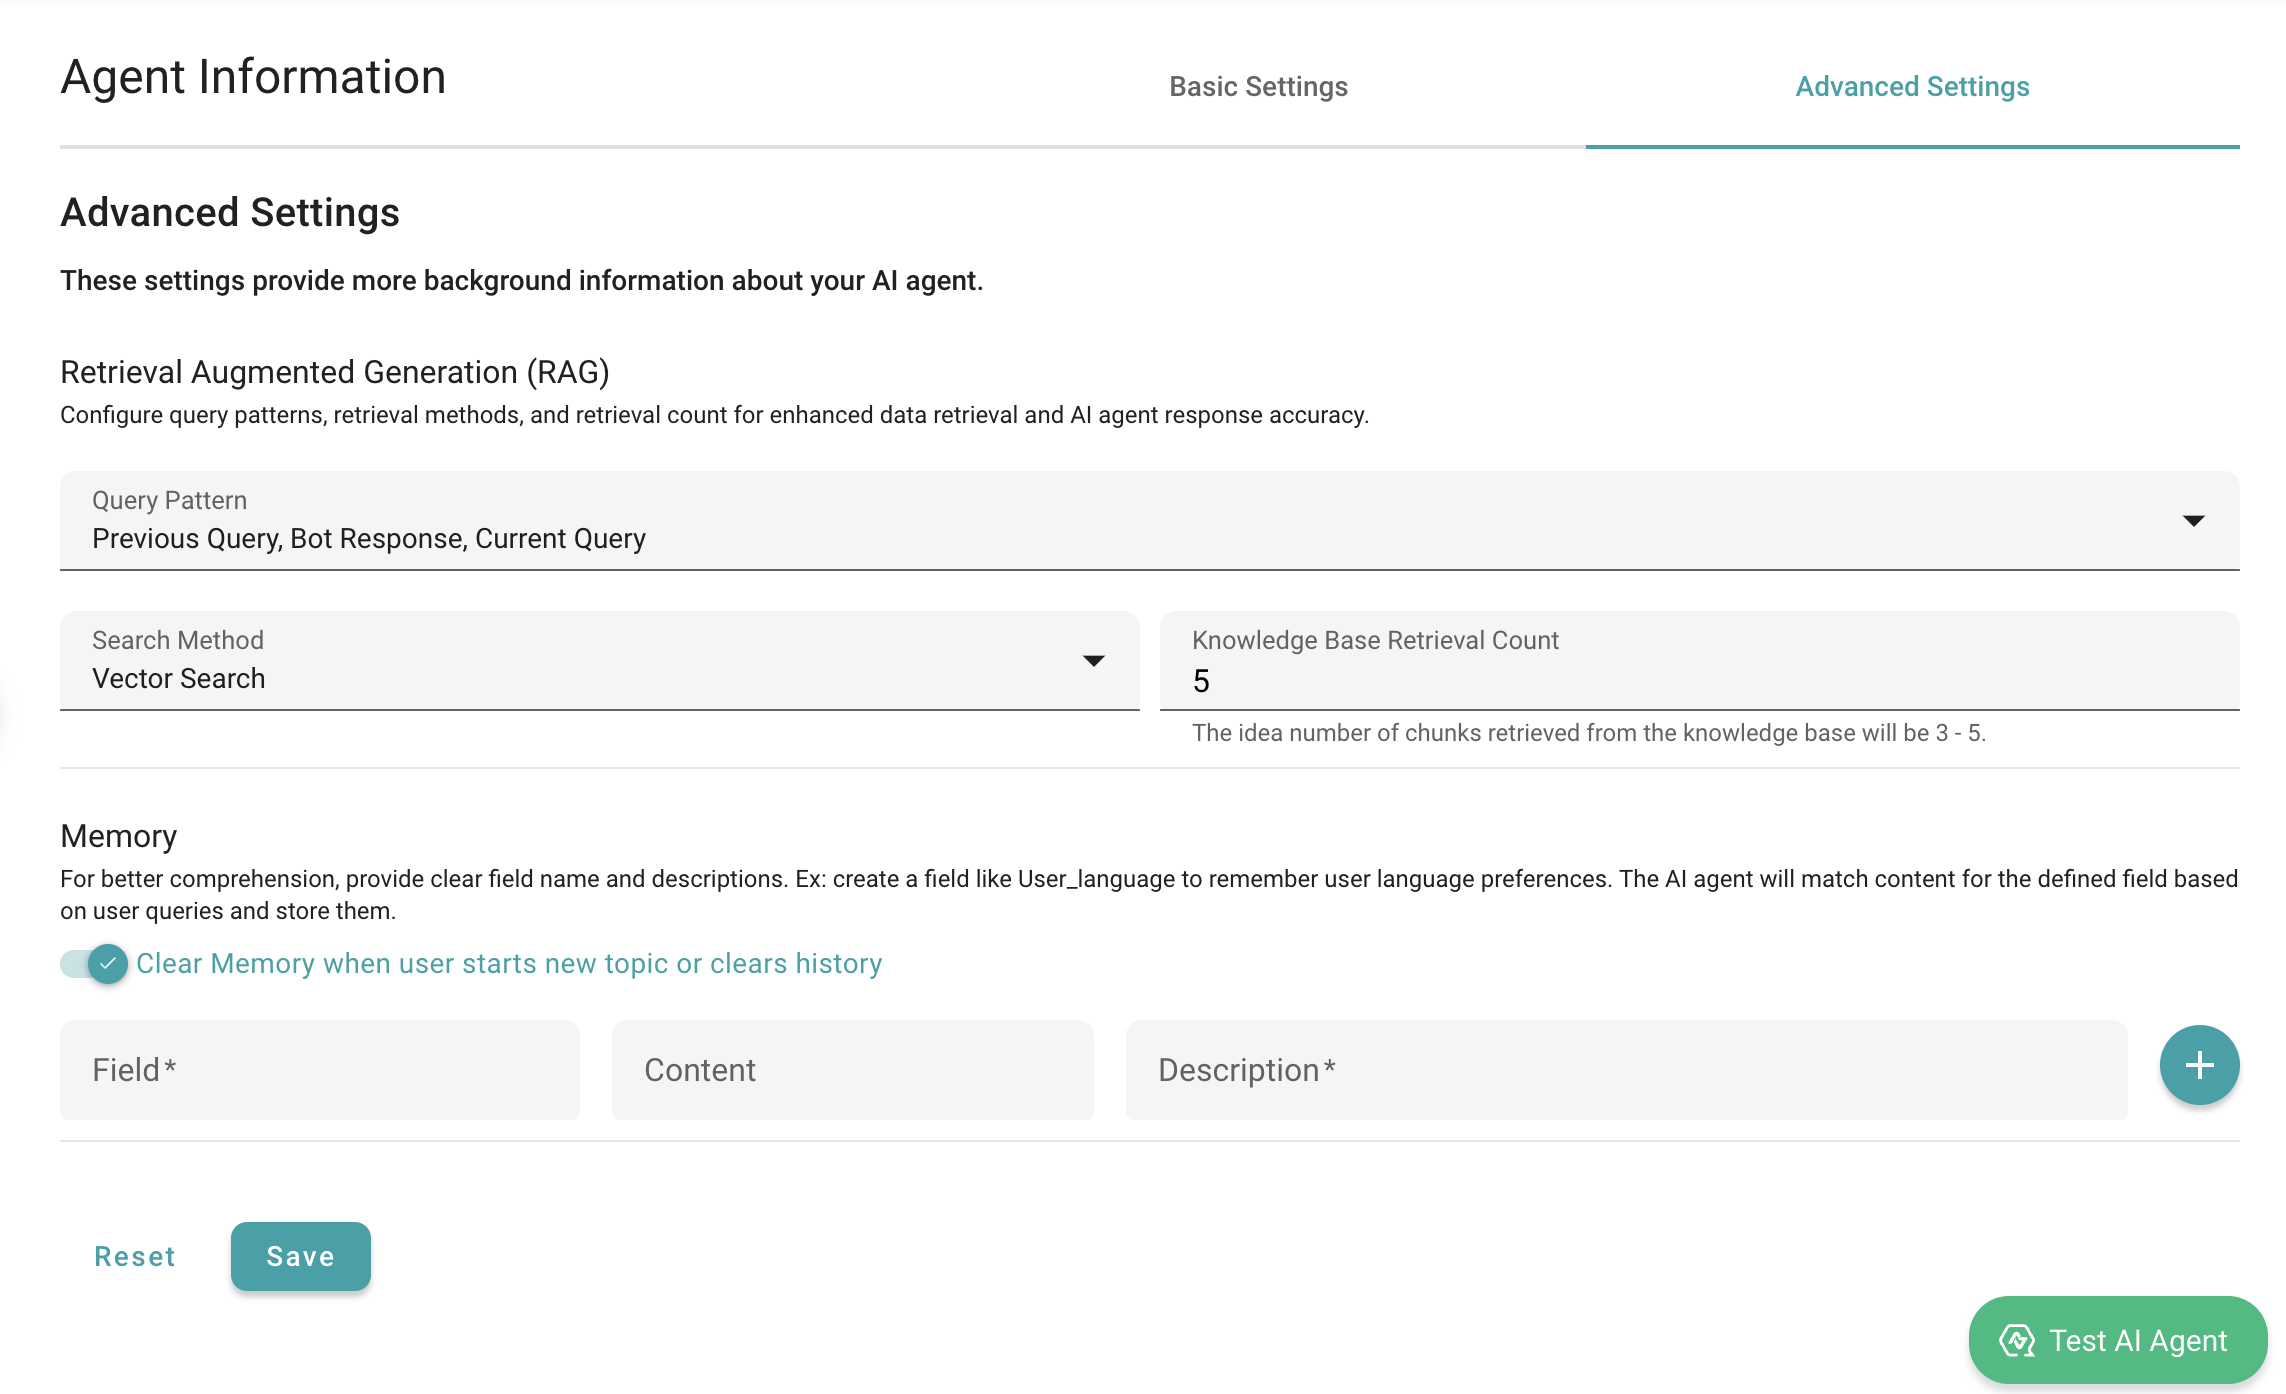 Agent Information
Basic Settings
Advanced Settings
Advanced Settings
These settings provide more background information about your AI agent.
Retrieval Augmented Generation (RAG)
Configure query patterns, retrieval methods, and retrieval count for enhanced data retrieval and AI agent response accuracy.
Query Pattern
Previous Query, Bot Response, Current Query
Search Method
Vector Search
Knowledge Base Retrieval Count
5
The idea number of chunks retrieved from the knowledge base will be 3 - 5.
Memory
For better comprehension, provide clear field name and descriptions. Ex: create a field like User_language to remember user language preferences. The AI agent will match content for the defined field based
on user queries and store them.
Clear Memory when user starts new topic or clears history
Field*
Content
Description*
Reset
Save
Test AI Agent